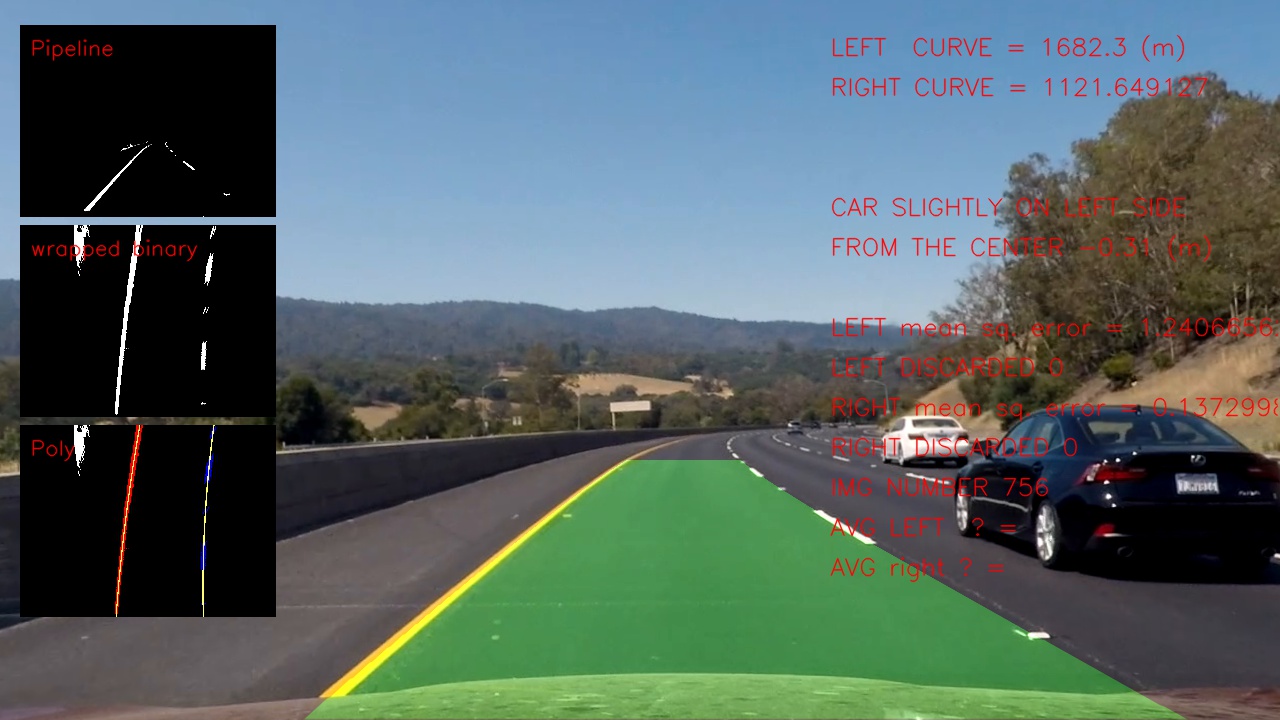 Pipeline
wrapped binary
Poly
LEFT CURVE = 1682.3 (m)
RIGHT CURVE = 1121.649127
CAR SLIGHTLY ON LEFT SIDE
FROM THE CENTER -0.31 (m)
LEFT mean sq. error = 1.2406656
LEFT DISCARDED 0
RIGHT mean sq. error = 0.1372998
RIGHT DISCARDED 0
IMG NUMBER 756
AVG LEFT ? =
AVG right ? =